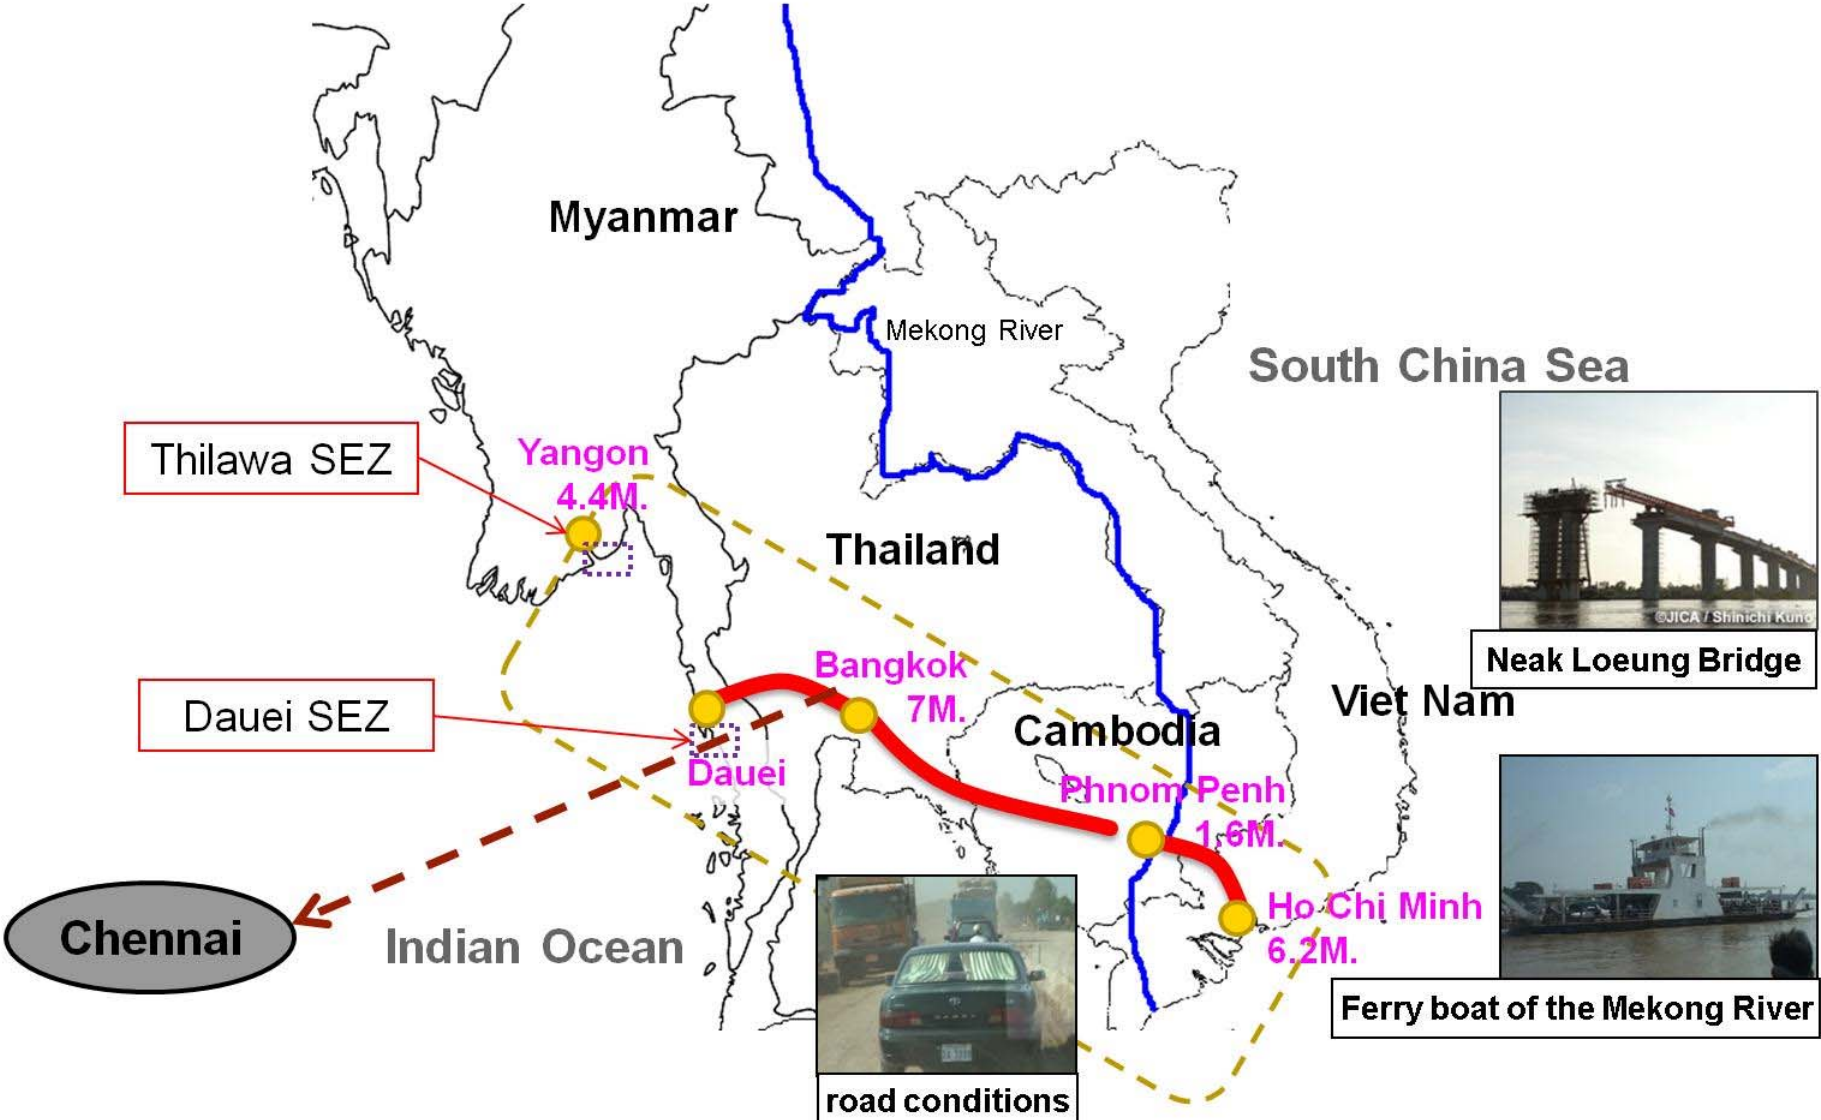 Myanmar
Mekong River
South China Sea
Thilawa SEZ
Yangon
4.4M.
Thailand
©JICA / Shinichi Kuno
Neak Loeung Bridge
Bangkok
7M.
Dauei SEZ
Viet Nam
Cambodia
Dauei
Phnom Penh
1.6M.
Chennai
Indian Ocean
Ho Chi Minh
6.2M.
Ferry boat of the Mekong River
road conditions